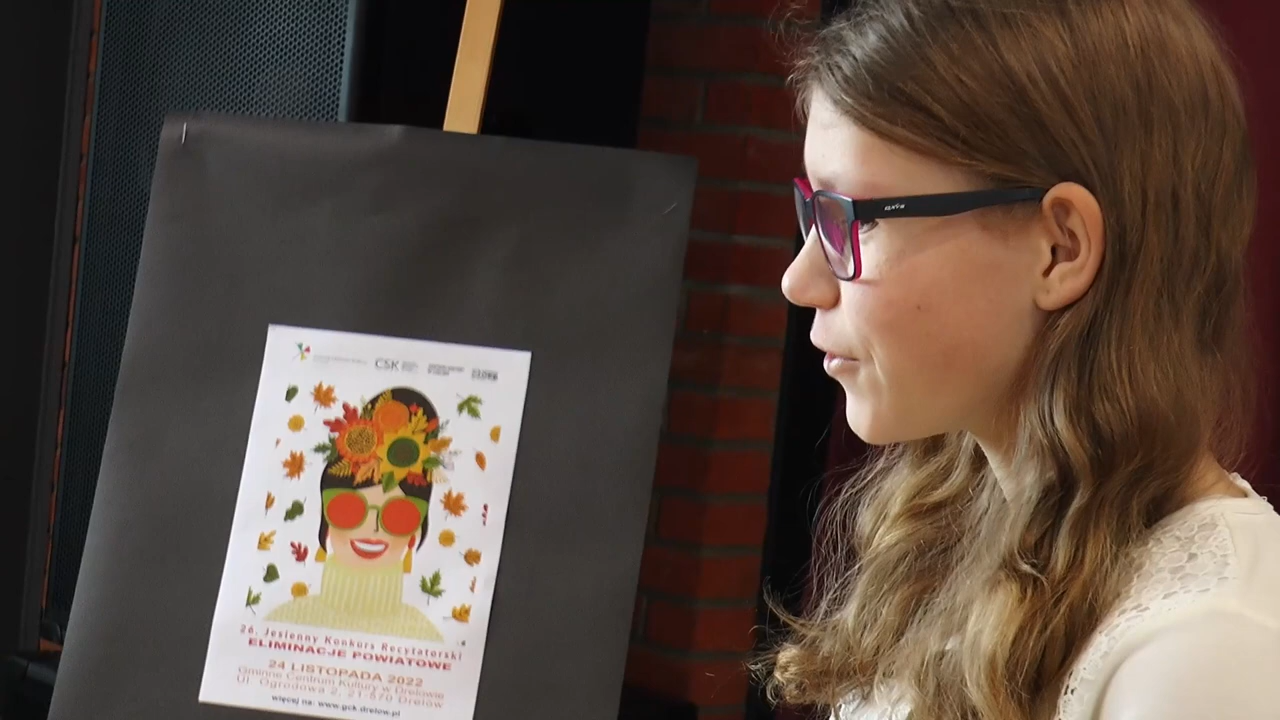 CSK
26. Jesienny Konkurs Recytatorski
ELIMINACJE POWIATOWE
24 LISTOPADA 2022
Gminne Centrum Kultury w Drelowie
Ul. Ogrodowa 2, 21-570 Drelów
więcej na: www.gck.drelow.pl